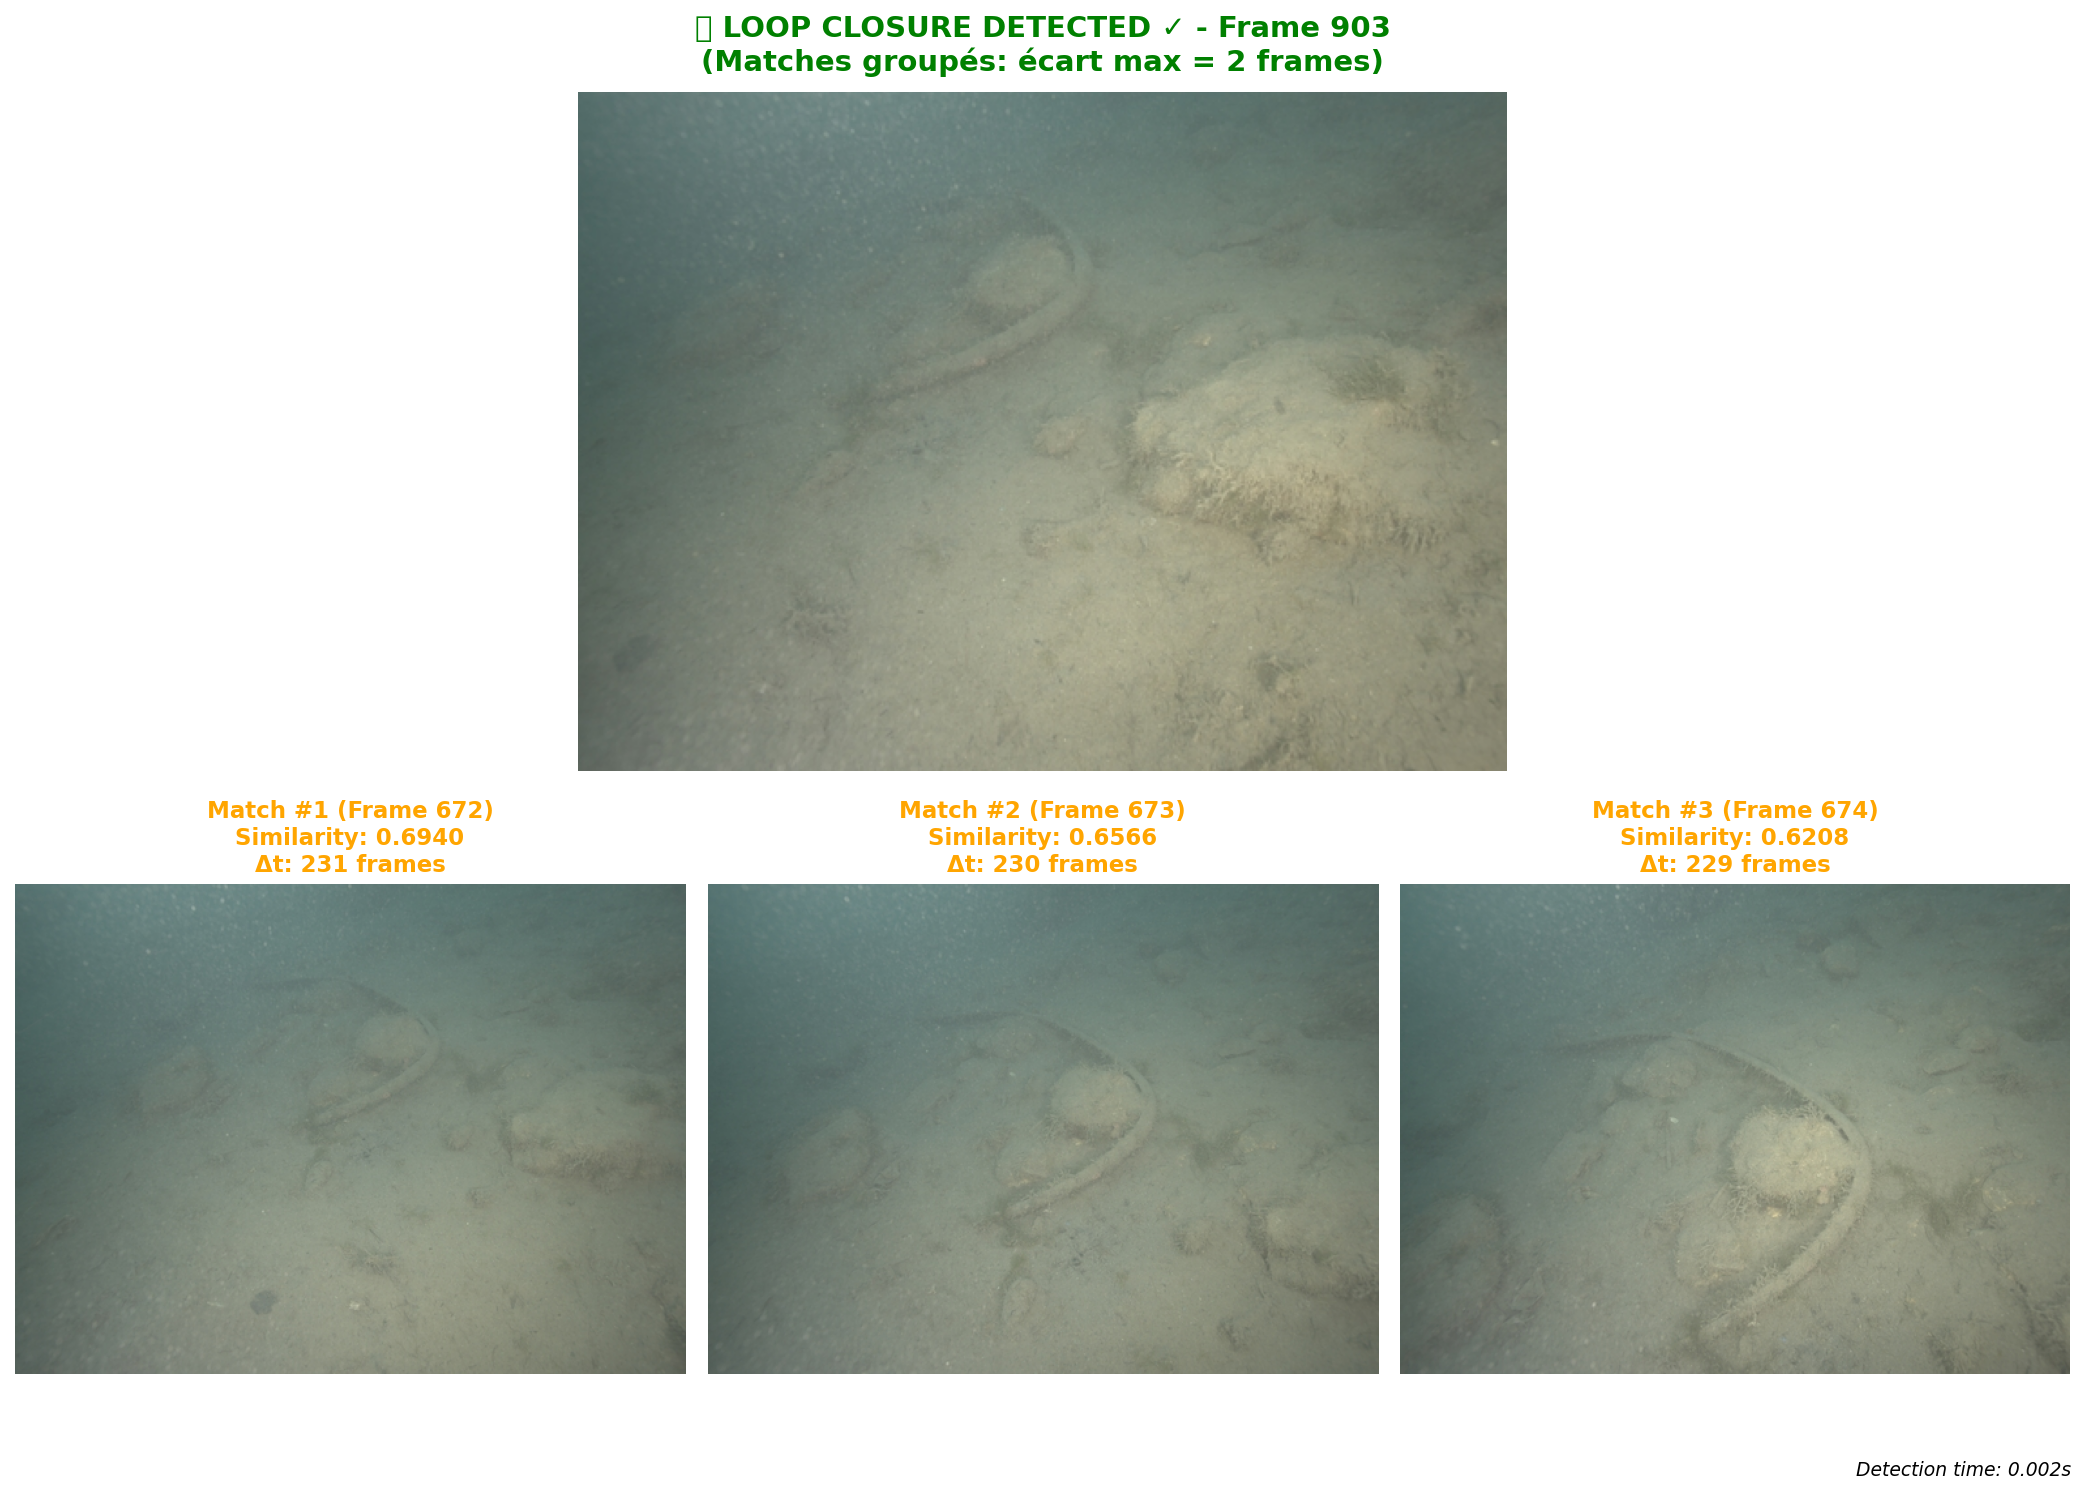 LOOP CLOSURE DETECTED ✓ - Frame 903
(Matches groupés: écart max = 2 frames)
Match #1 (Frame 672)
Similarity: 0.6940
Δt: 231 frames
Match #2 (Frame 673)
Similarity: 0.6566
Δt: 230 frames
Match #3 (Frame 674)
Similarity: 0.6208
Δt: 229 frames
Detection time: 0.002s